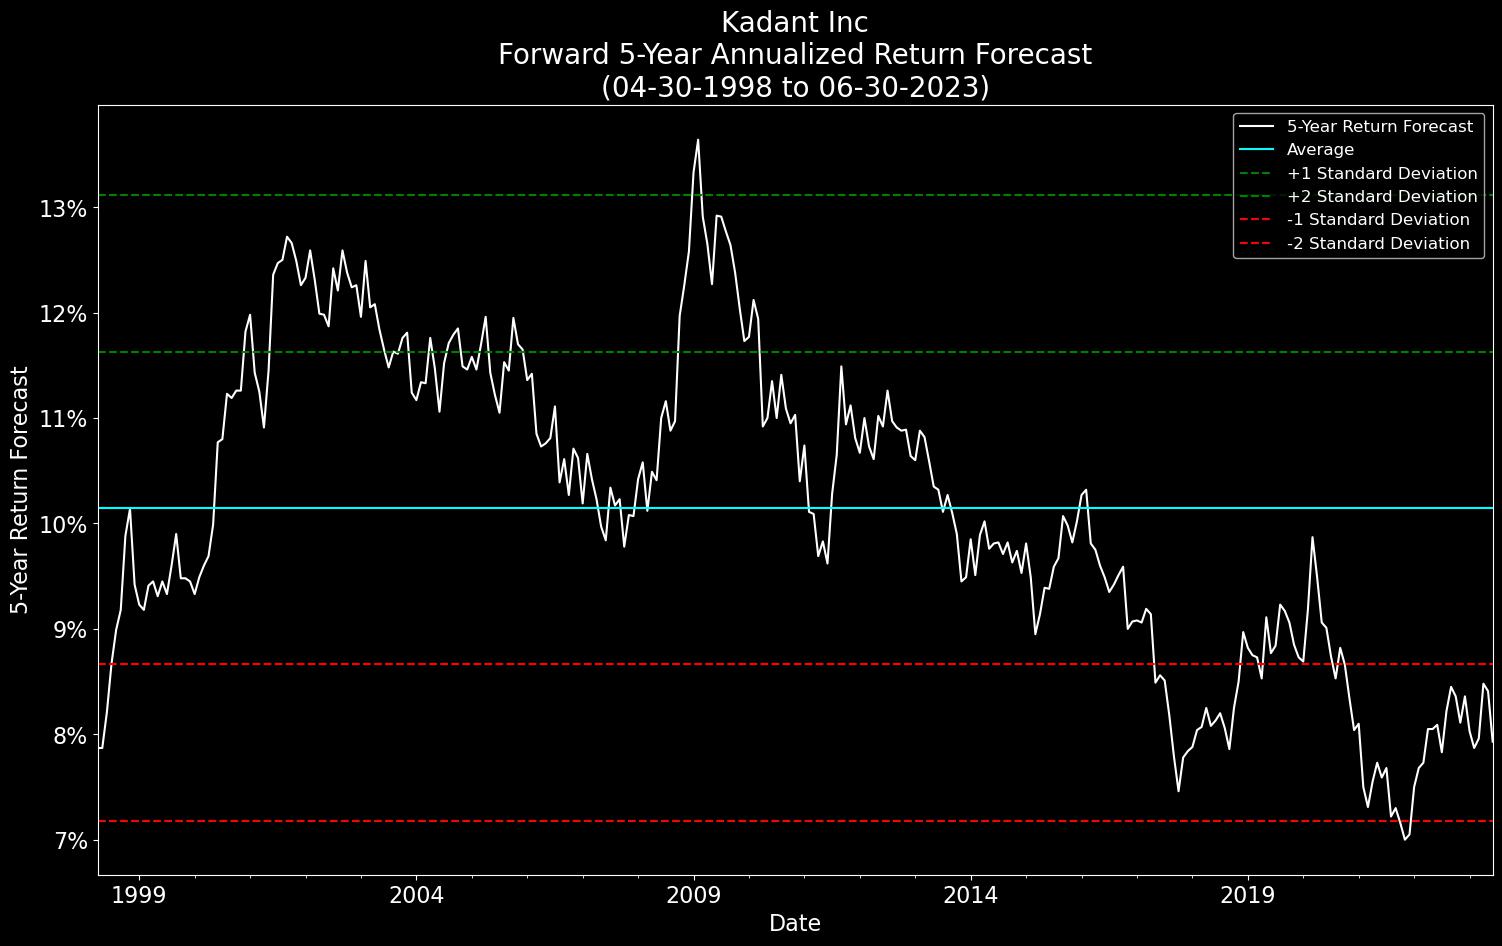 Kadant Inc
Forward 5-Year Annualized Return Forecast
(04-30-1998 to 06-30-2023)
5-Year Return Forecast
Average
+1 Standard Deviation
+2 Standard Deviation
-1 Standard Deviation
-2 Standard Deviation
5-Year Return Forecast
13%
12%
11%
10%
9%
8%
7%
1999 2004 2009 2014 2019
Date